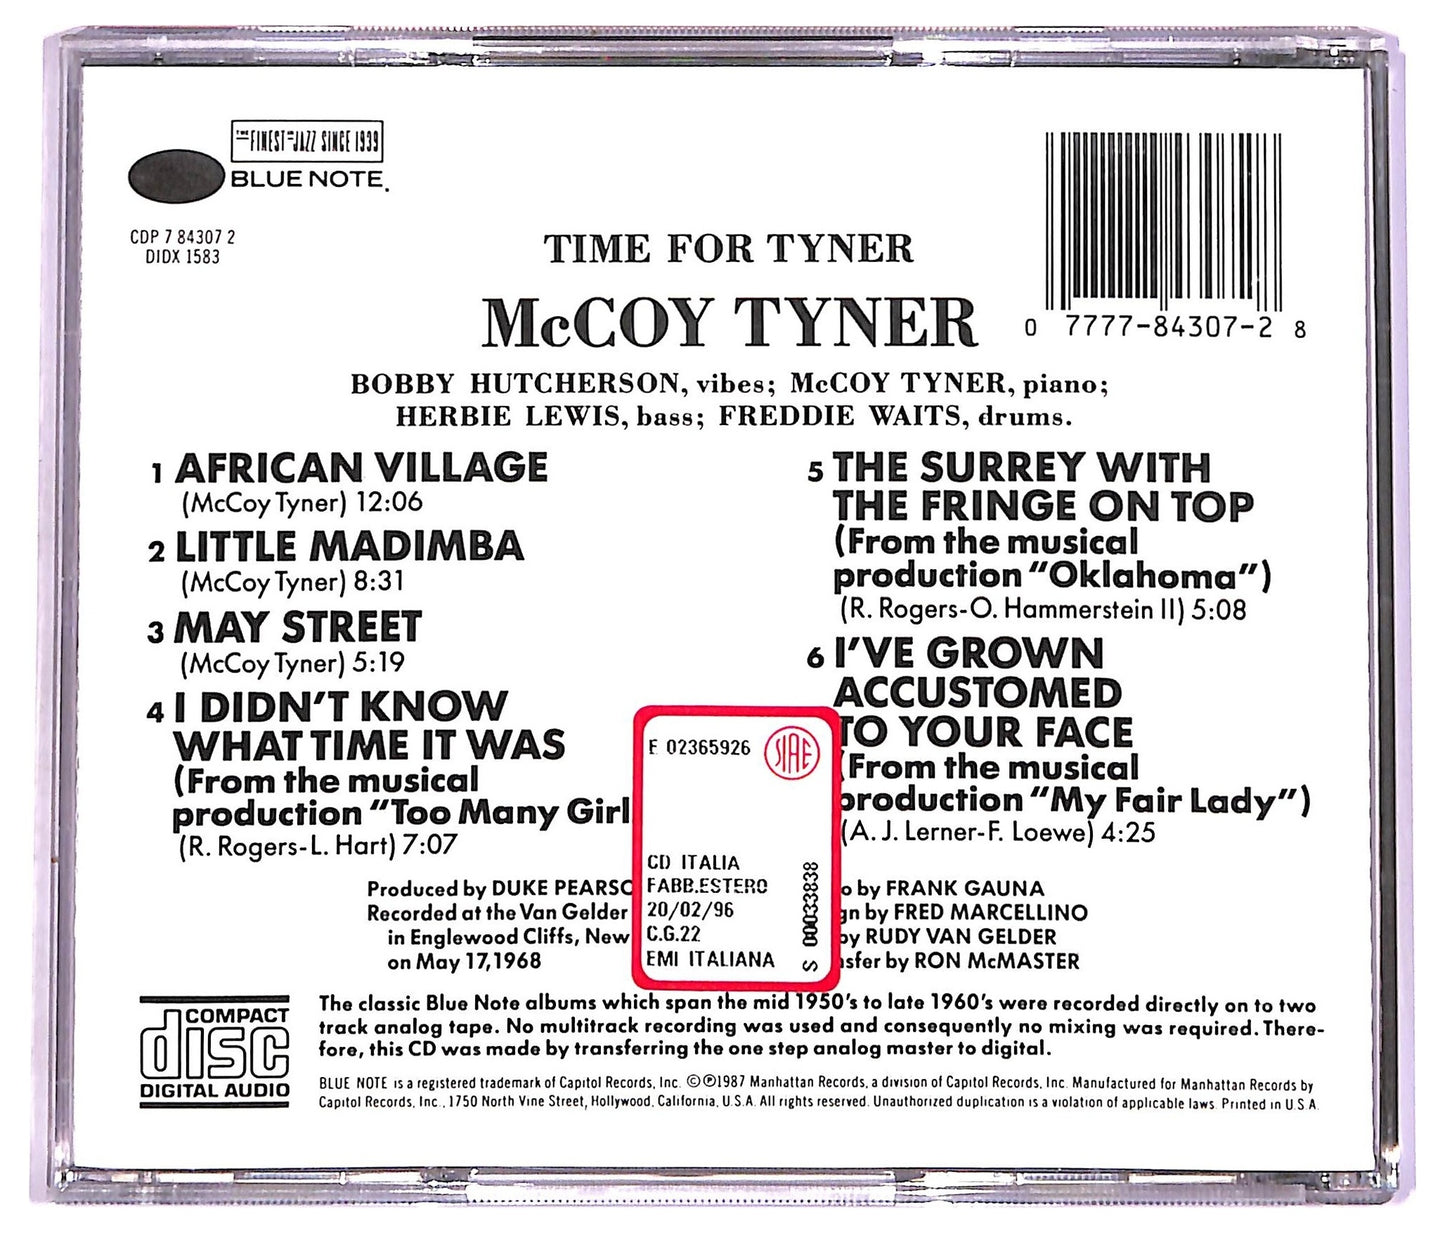 THE FINEST IN JAZZ SINCE 1939
BLUE NOTE.
CDP 7 84307 2
DIDX 1583
0 7777-84307-2 8
TIME FOR TYNER
McCOY TYNER
BOBBY HUTCHERSON, vibes; McCOY TYNER, piano;
HERBIE LEWIS, bass; FREDDIE WAITS, drums.
1 AFRICAN VILLAGE
(McCoy Tyner) 12:06
2 LITTLE MADIMBA
(McCoy Tyner) 8:31
3 MAY STREET
(McCoy Tyner) 5:19
4 I DIDN'T KNOW
WHAT TIME IT WAS
(From the musical
production "Too Many Girl
(R. Rogers-L. Hart) 7:07
5 THE SURREY WITH
THE FRINGE ON TOP
(From the musical
production "Oklahoma")
(R. Rogers-O. Hammerstein II) 5:08
6 I'VE GROWN
ACCUSTOMED
TO YOUR FACE
(From the musical
production "My Fair Lady")
(A. J. Lerner-F. Loewe) 4:25
E 02365926
SIAE
CD ITALIA
FABB.ESTERO
20/02/96
C.G.22
EMI ITALIANA
S 00033838
Produced by DUKE PEARSO
Recorded at the Van Gelder
in Englewood Cliffs, New
on May 17, 1968
o by FRANK GAUNA
gn by FRED MARCELLINO
by RUDY VAN GELDER
nsfer by RON McMASTER
COMPACT
disc
DIGITAL AUDIO
The classic Blue Note albums which span the mid 1950's to late 1960's were recorded directly on to two
track analog tape. No multitrack recording was used and consequently no mixing was required. There-
fore, this CD was made by transferring the one step analog master to digital.
BLUE NOTE is a registered trademark of Capitol Records, Inc. ©℗1987 Manhattan Records, a division of Capitol Records, Inc. Manufactured for Manhattan Records by
Capitol Records, Inc., 1750 North Vine Street, Hollywood, California, U.S.A. All rights reserved. Unauthorized duplication is a violation of applicable laws. Printed in U.S.A.